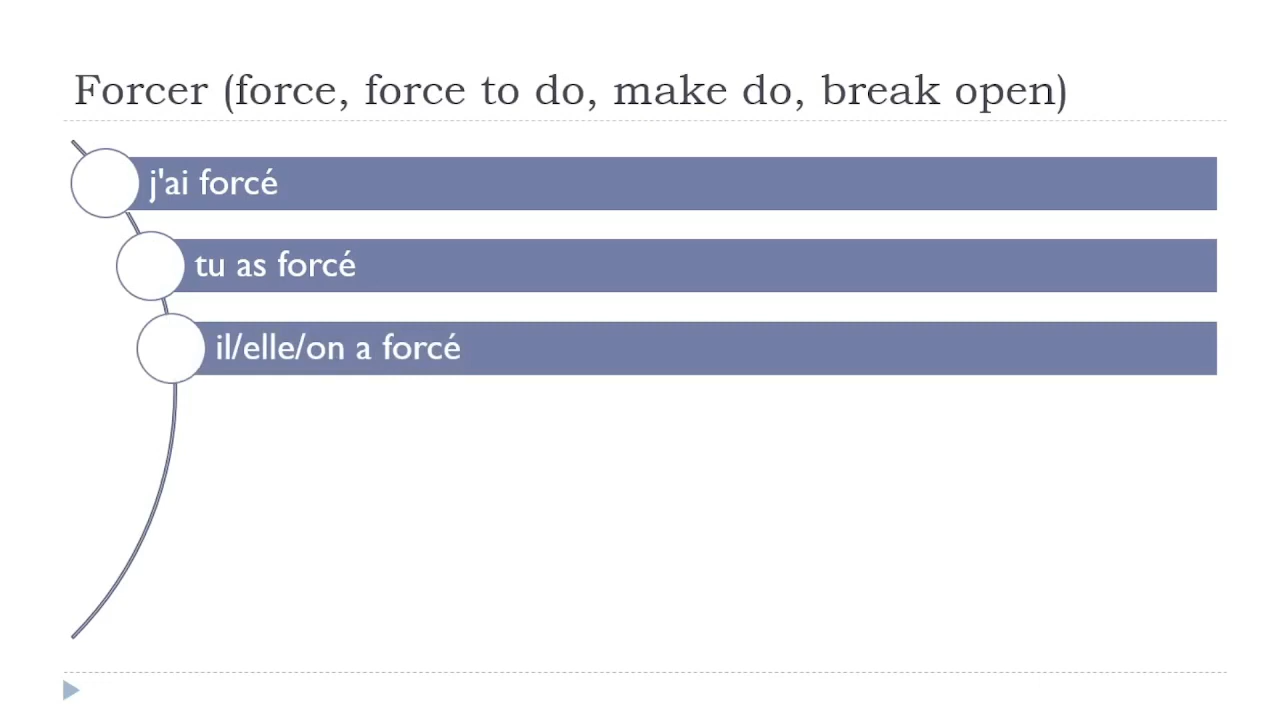 Forcer (force, force to do, make do, break open)
j'ai forcé
tu as forcé
il/elle/on a forcé